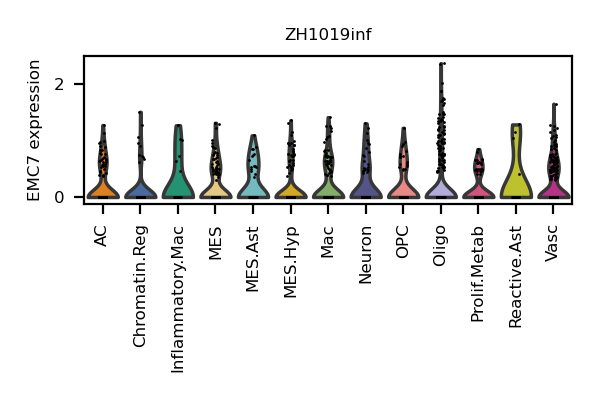 ZH1019inf
EMC7 expression
2
0
AC
Chromatin.Reg
Inflammatory.Mac
MES
MES.Ast
MES.Hyp
Mac
Neuron
OPC
Oligo
Prolif.Metab
Reactive.Ast
Vasc